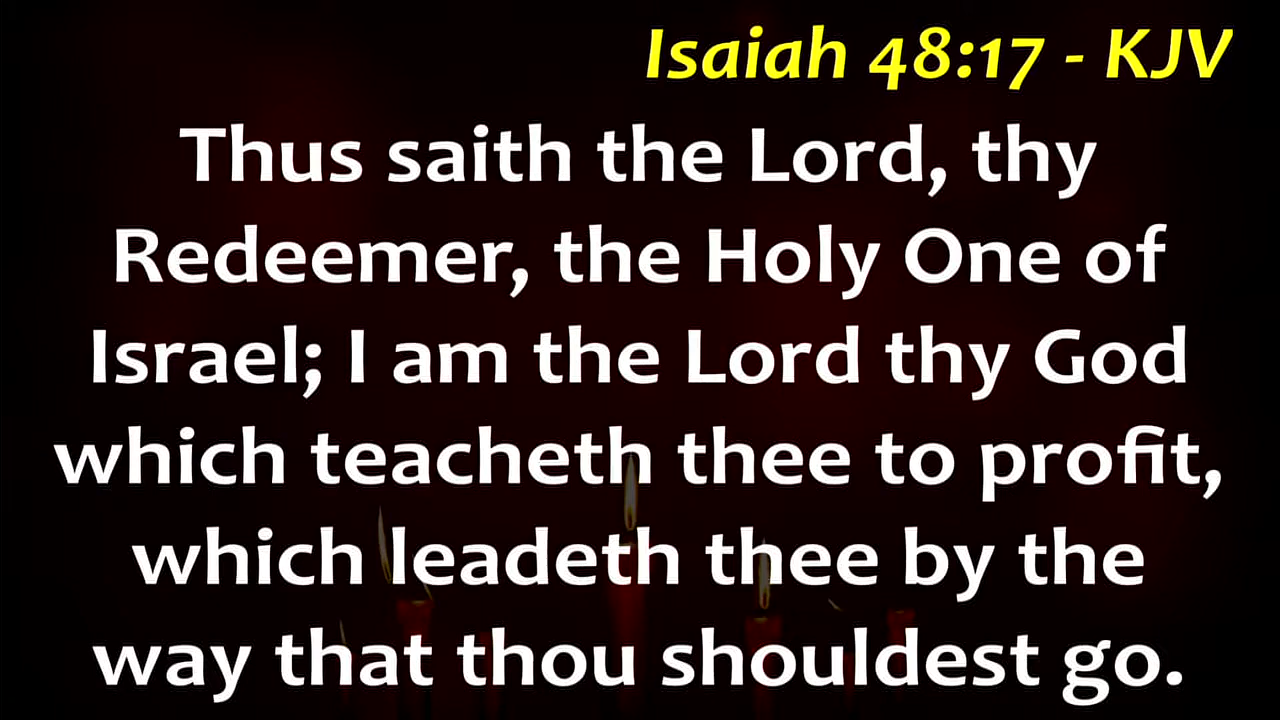 Isaiah 48:17 - KJV
Thus saith the Lord, thy
Redeemer, the Holy One of
Israel; I am the Lord thy God
which teacheth thee to profit,
which leadeth thee by the
way that thou shouldest go.